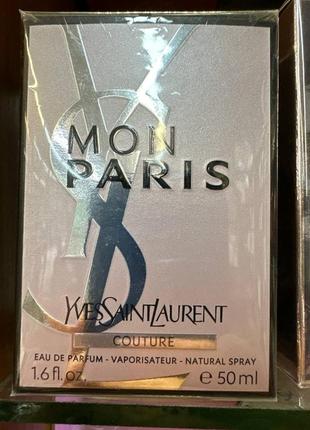 MON
PARIS
YVESSAINTLAURENT
COUTURE
EAU DE PARFUM - VAPORISATEUR - NATURAL SPRAY
1.6 fl. oz. ℮ 50 ml